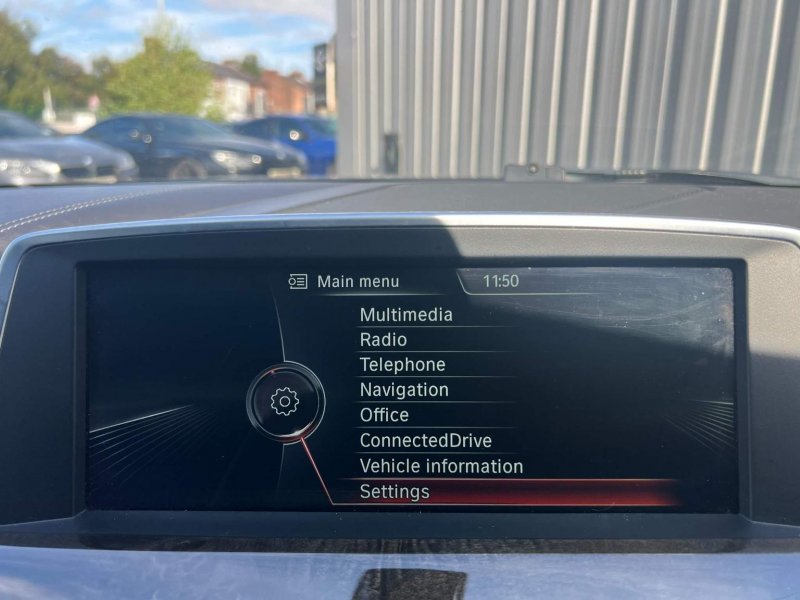 Main menu 11:50
Multimedia
Radio
Telephone
Navigation
Office
ConnectedDrive
Vehicle information
Settings